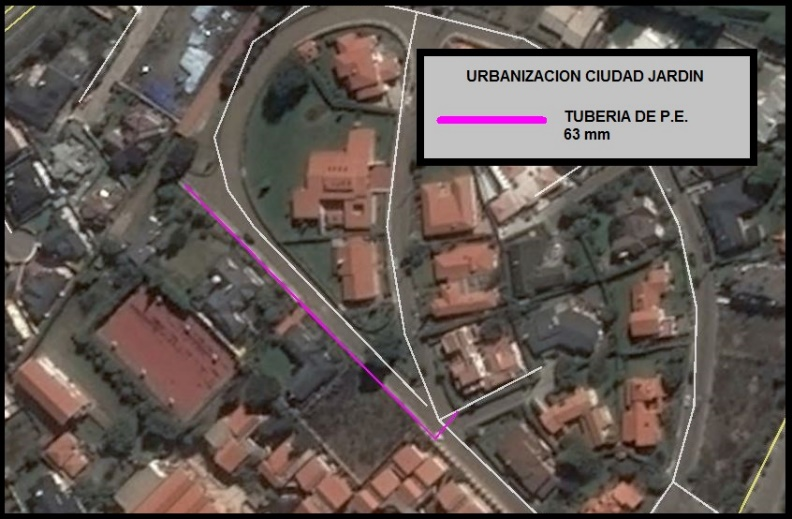 URBANIZACION CIUDAD JARDIN
TUBERIA DE P.E.
63 mm